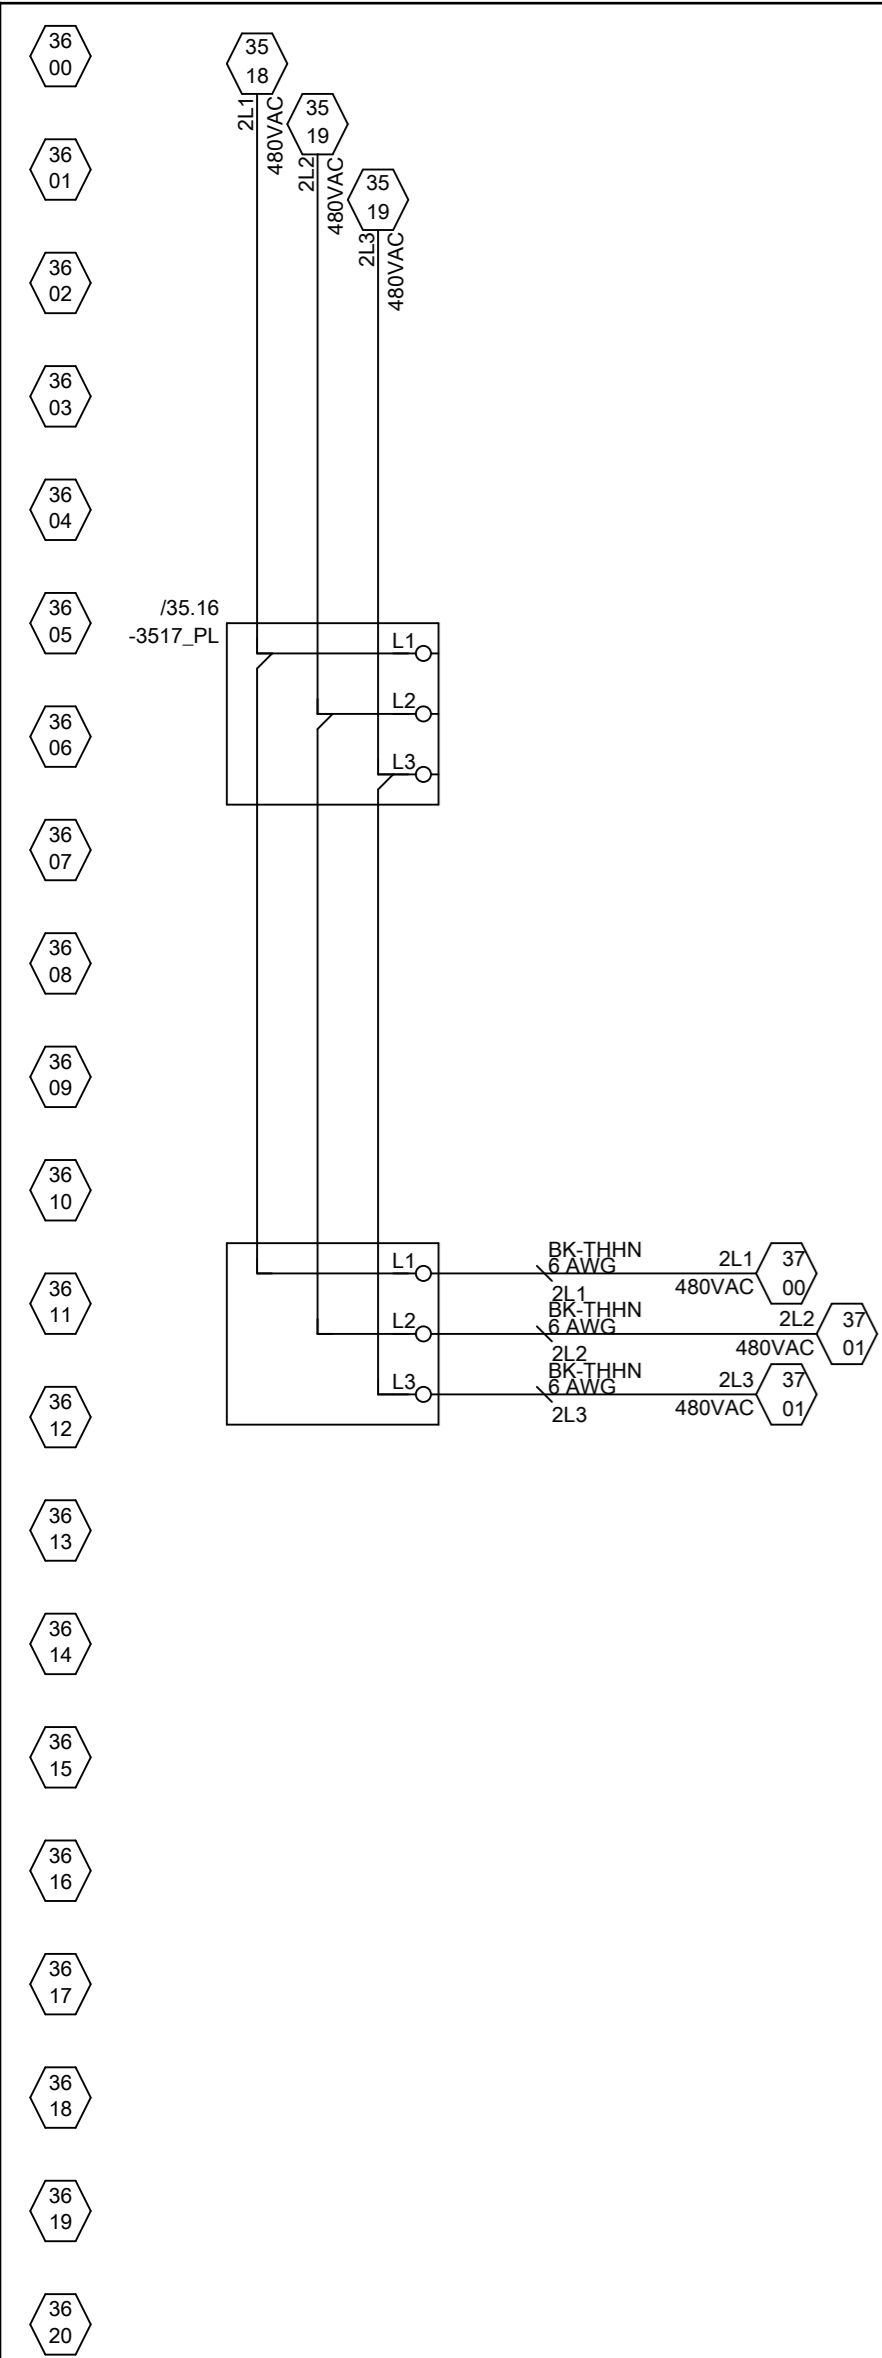 36
00
35
18
2L1
480VAC
35
19
2L2
480VAC
36
01
35
19
2L3
480VAC
36
02
36
03
36
04
36
05
/35.16
-3517_PL
L1
L2
L3
36
06
36
07
36
08
36
09
36
10
L1
BK-THHN
6 AWG
2L1
2L1
480VAC
37
00
36
11
L2
BK-THHN
6 AWG
2L2
2L2
480VAC
37
01
L3
BK-THHN
6 AWG
2L3
2L3
480VAC
37
01
36
12
36
13
36
14
36
15
36
16
36
17
36
18
36
19
36
20